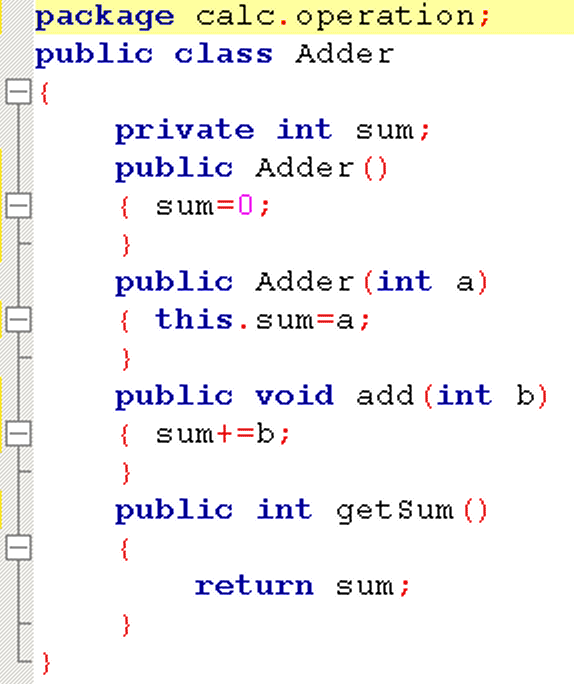 package calc.operation;
public class Adder
{
private int sum;
public Adder()
{ sum=0;
}
public Adder(int a)
{ this.sum=a;
}
public void add(int b)
{ sum+=b;
}
public int getSum()
{
return sum;
}
}